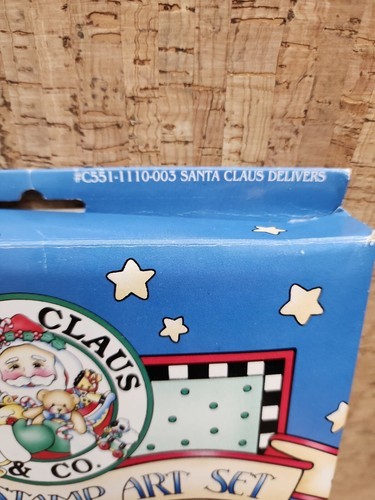 #C551-1110-003 SANTA CLAUS DELIVERS
CLAUS
& CO.
STAMP ART SET